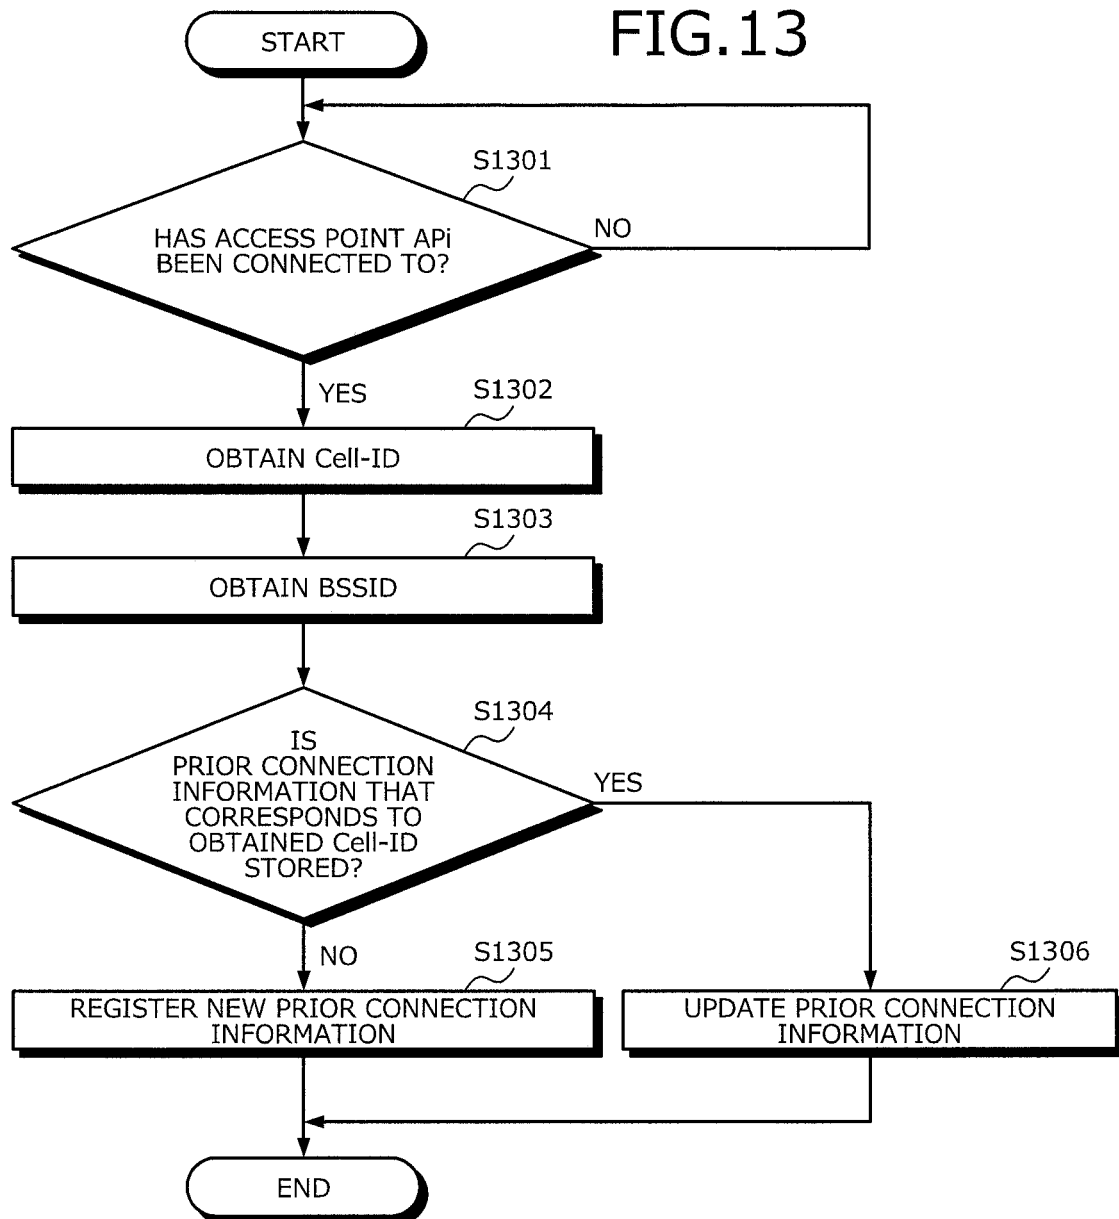 FIG.13
START
S1301
HAS ACCESS POINT APi
BEEN CONNECTED TO?
NO
YES
S1302
OBTAIN Cell-ID
S1303
OBTAIN BSSID
S1304
IS
PRIOR CONNECTION
INFORMATION THAT
CORRESPONDS TO
OBTAINED Cell-ID
STORED?
YES
NO
S1305
REGISTER NEW PRIOR CONNECTION
INFORMATION
S1306
UPDATE PRIOR CONNECTION
INFORMATION
END